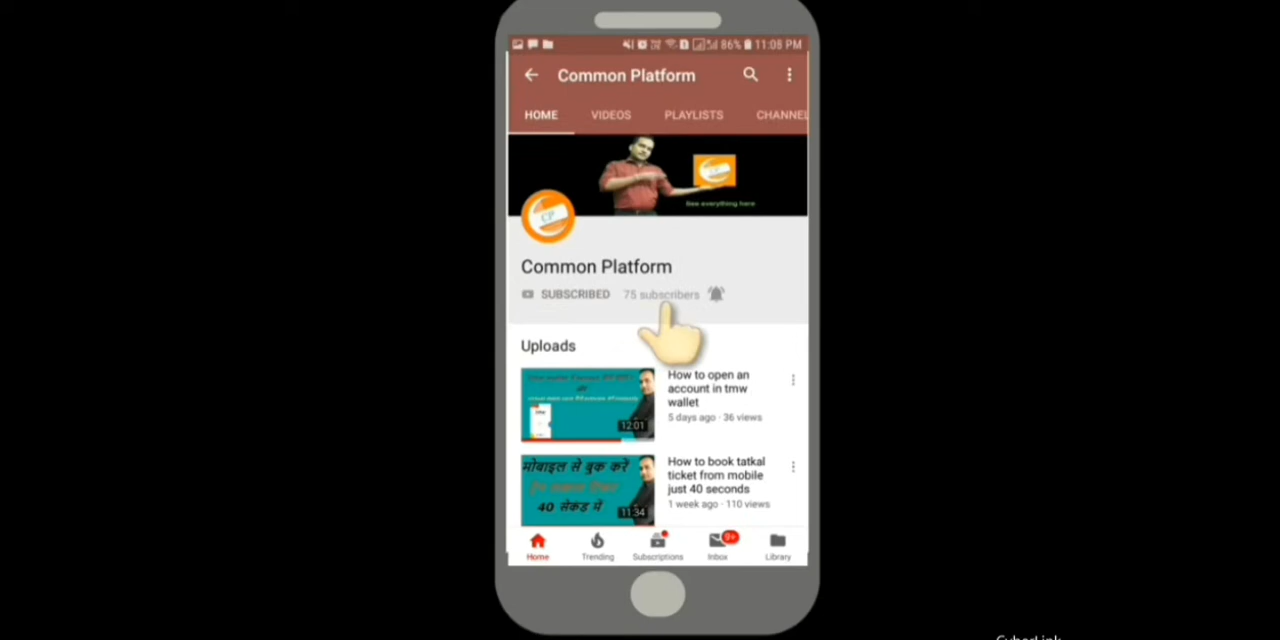 86% 11:08 PM
Common Platform
HOME VIDEOS PLAYLISTS CHANNEL
See everything here
CP
Common Platform
SUBSCRIBED 75 subscribers
Uploads
How to open an
account in tmw
wallet
5 days ago · 36 views
12:01
मोबाइल से बुक करें
40 सेकंड में
11:34
How to book tatkal
ticket from mobile
just 40 seconds
1 week ago · 110 views
9+
Home Trending Subscriptions Inbox Library
CyberLink